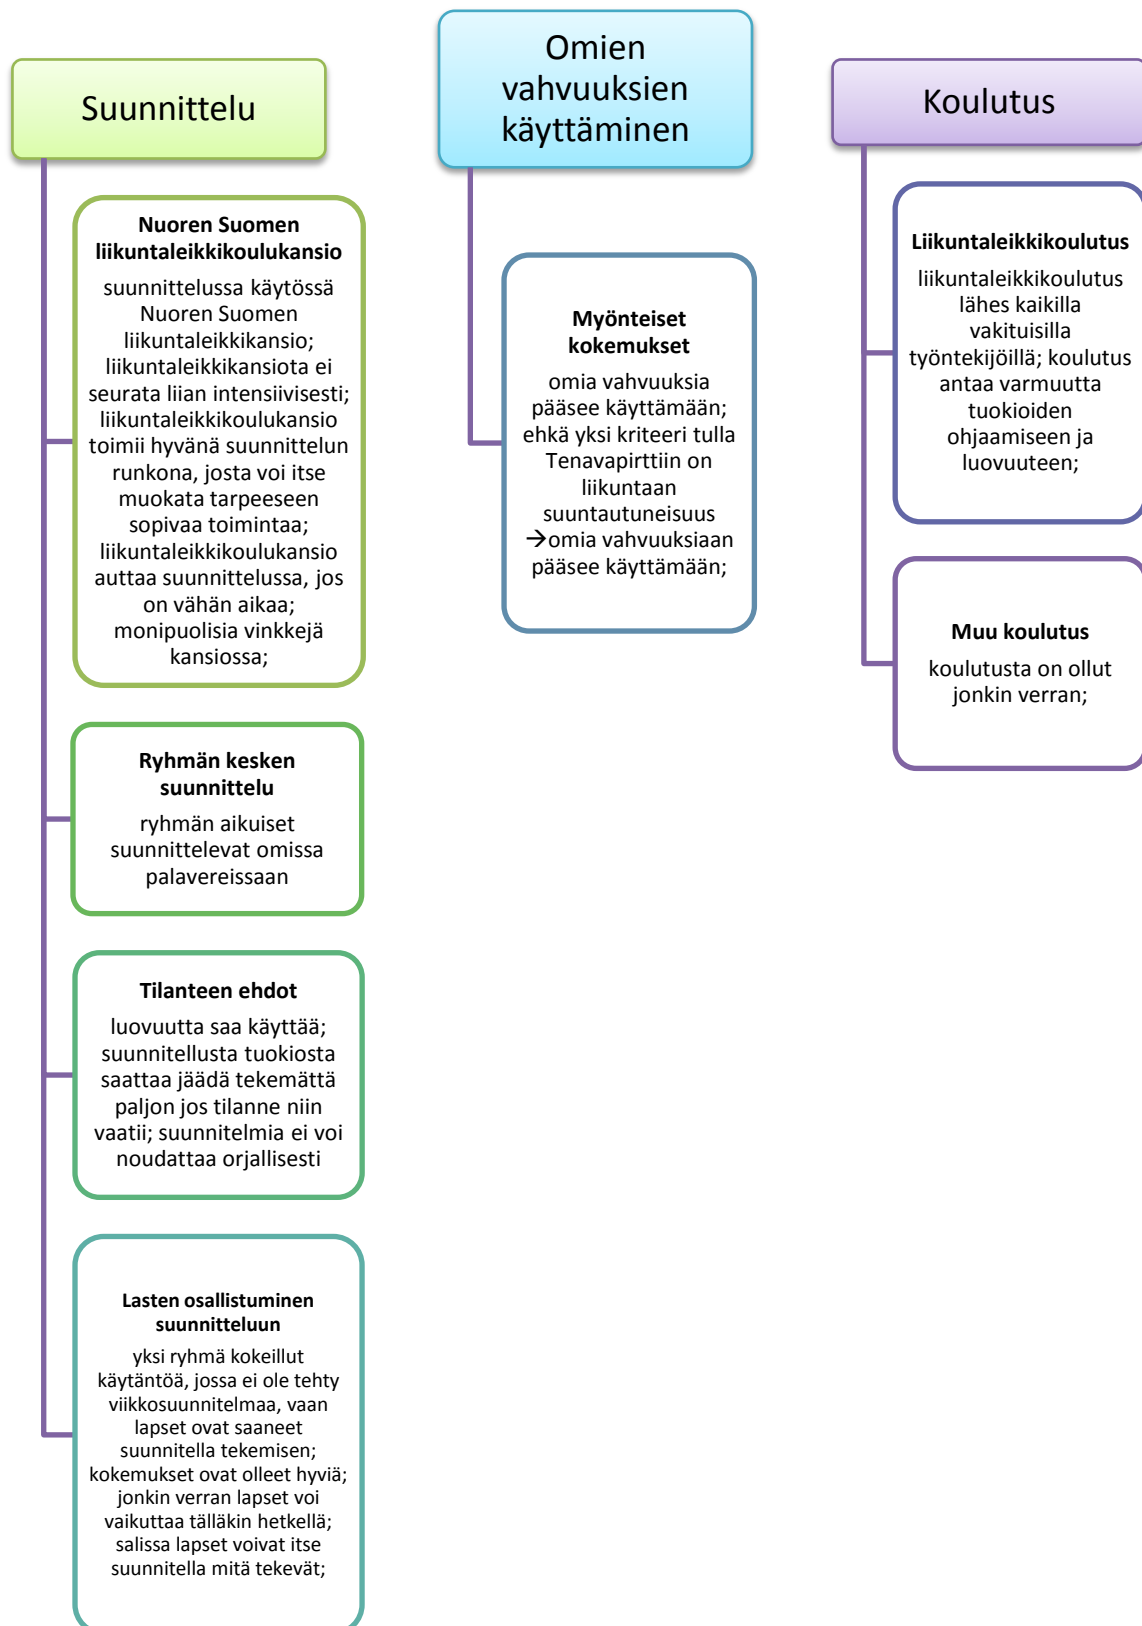 Suunnittelu
Nuoren Suomen
liikuntaleikkikoulukansio
suunnittelussa käytössä
Nuoren Suomen
liikuntaleikkikansio;
liikuntaleikkikansiota ei
seurata liian intensiivisesti;
liikuntaleikkikoulukansio
toimii hyvänä suunnittelun
runkona, josta voi itse
muokata tarpeeseen
sopivaa toimintaa;
liikuntaleikkikoulukansio
auttaa suunnittelussa, jos
on vähän aikaa;
monipuolisia vinkkejä
kansiossa;
Ryhmän kesken
suunnittelu
ryhmän aikuiset
suunnittelevat omissa
palavereissaan
Tilanteen ehdot
luovuutta saa käyttää;
suunnitellusta tuokiosta
saattaa jäädä tekemättä
paljon jos tilanne niin
vaatii; suunnitelmia ei voi
noudattaa orjallisesti
Lasten osallistuminen
suunnitteluun
yksi ryhmä kokeillut
käytäntöä, jossa ei ole tehty
viikkosuunnitelmaa, vaan
lapset ovat saaneet
suunnitella tekemisen;
kokemukset ovat olleet hyviä;
jonkin verran lapset voi
vaikuttaa tälläkin hetkellä;
salissa lapset voivat itse
suunnitella mitä tekevät;
Omien
vahvuuksien
käyttäminen
Myönteiset
kokemukset
omia vahvuuksia
pääsee käyttämään;
ehkä yksi kriteeri tulla
Tenavapirttiin on
liikuntaan
suuntautuneisuus
→omia vahvuuksiaan
pääsee käyttämään;
Koulutus
Liikuntaleikkikoulutus
liikuntaleikkikoulutus
lähes kaikilla
vakituisilla
työntekijöillä; koulutus
antaa varmuutta
tuokioiden
ohjaamiseen ja
luovuuteen;
Muu koulutus
koulutusta on ollut
jonkin verran;